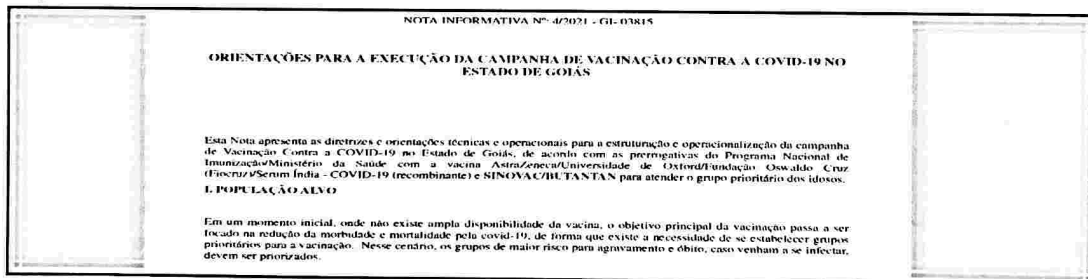 NOTA INFORMATIVA Nº: 4/2021 - GI- 03815
ORIENTAÇÕES PARA A EXECUÇÃO DA CAMPANHA DE VACINAÇÃO CONTRA A COVID-19 NO
ESTADO DE GOIÁS
Esta Nota apresenta as diretrizes e orientações técnicas e operacionais para a estruturação e operacionalização da campanha
de Vacinação Contra a COVID-19 no Estado de Goiás, de acordo com as prerrogativas do Programa Nacional de
Imunização/Ministério da Saúde com a vacina AstraZeneca/Universidade de Oxford/Fundação Oswaldo Cruz
(Fiocruz)/Serum Índia - COVID-19 (recombinante) e SINOVAC/BUTANTAN para atender o grupo prioritário dos idosos.
I. POPULAÇÃO ALVO
Em um momento inicial, onde não existe ampla disponibilidade da vacina, o objetivo principal da vacinação passa a ser
focado na redução da morbidade e mortalidade pela covid-19, de forma que existe a necessidade de se estabelecer grupos
prioritários para a vacinação. Nesse cenário, os grupos de maior risco para agravamento e óbito, caso venham a se infectar,
devem ser priorizados.